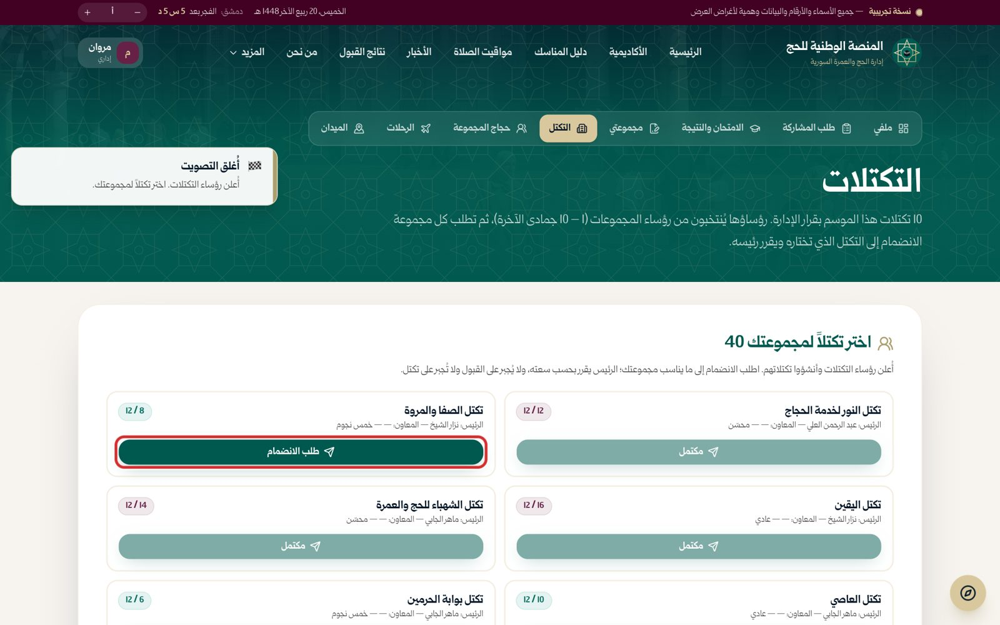 نسخة تجريبية — جميع الأسماء والأرقام والبيانات وهمية لأغراض العرض
الخميس، 20 ربيع الآخر 1448 هـ
دمشق: الفجر بعد 5 س 5 د
− أ +
المنصة الوطنية للحج
إدارة الحج والعمرة السورية
الرئيسية
الأكاديمية
دليل المناسك
مواقيت الصلاة
الأخبار
نتائج القبول
من نحن
المزيد
م
مروان
إداري
ملفي
طلب المشاركة
الامتحان والنتيجة
مجموعتي
التكتل
حجاج المجموعة
الرحلات
الميدان
أُغلق التصويت
أُعلن رؤساء التكتلات. اختر تكتلاً لمجموعتك.
التكتلات
10 تكتلات هذا الموسم بقرار الإدارة. رؤساؤها يُنتخبون من رؤساء المجموعات (1 – 10 جمادى الآخرة)، ثم تطلب كل مجموعة
الانضمام إلى التكتل الذي تختاره ويقرر رئيسه.
اختر تكتلاً لمجموعتك 40
أُعلن رؤساء التكتلات وأنشؤوا تكتلاتهم. اطلب الانضمام إلى ما يناسب مجموعتك؛ الرئيس يقرر بحسب سعته، ولا يُجبر على القبول ولا تُجبر على تكتل.
تكتل النور لخدمة الحجاج
12 / 12
الرئيس: عبد الرحمن العلي — المعاون: — — محسّن
مكتمل
تكتل الصفا والمروة
12 / 8
الرئيس: نزار الشيخ — المعاون: — — خمس نجوم
طلب الانضمام
تكتل اليقين
12 / 16
الرئيس: نزار الشيخ — المعاون: — — عادي
مكتمل
تكتل الشهباء للحج والعمرة
12 / 14
الرئيس: ماهر الجابي — المعاون: — — محسّن
مكتمل
تكتل العاصي
12 / 10
الرئيس: ماهر الجابي — المعاون: — — عادي
تكتل بوابة الحرمين
12 / 6
الرئيس: ماهر الجابي — المعاون: — — خمس نجوم